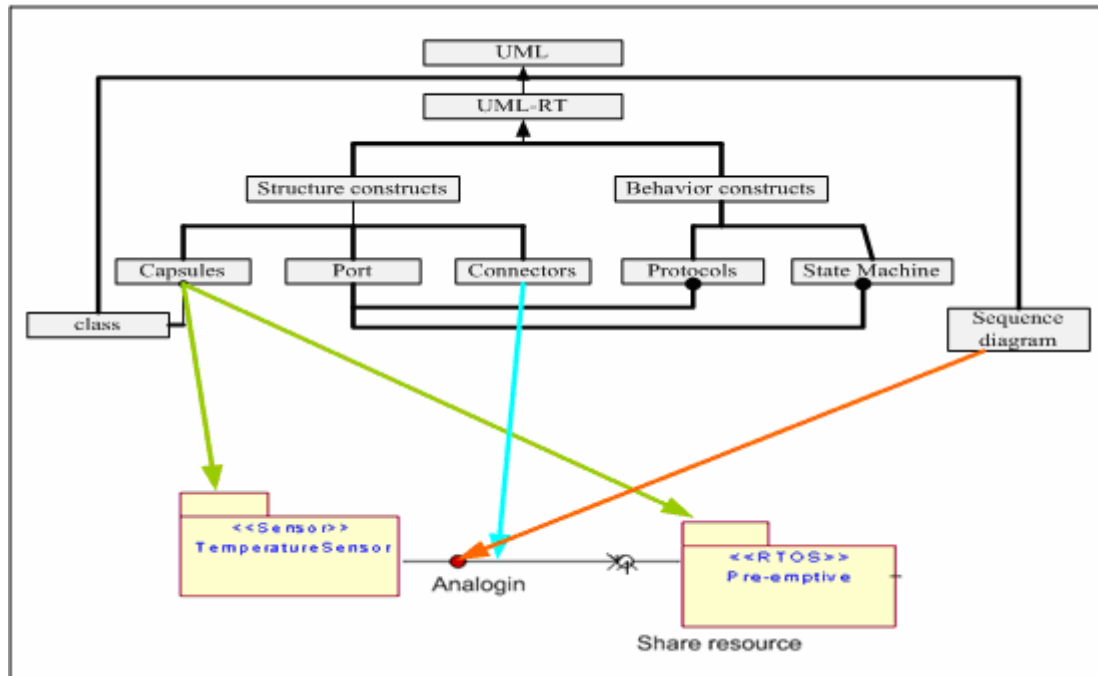 UML
UML-RT
Structure constructs
Behavior constructs
Capsules
Port
Connectors
Protocols
State Machine
class
Sequence
diagram
<<Sensor>>
TemperatureSensor
<<RTOS>>
Pre-emptive
Analogin
Share resource